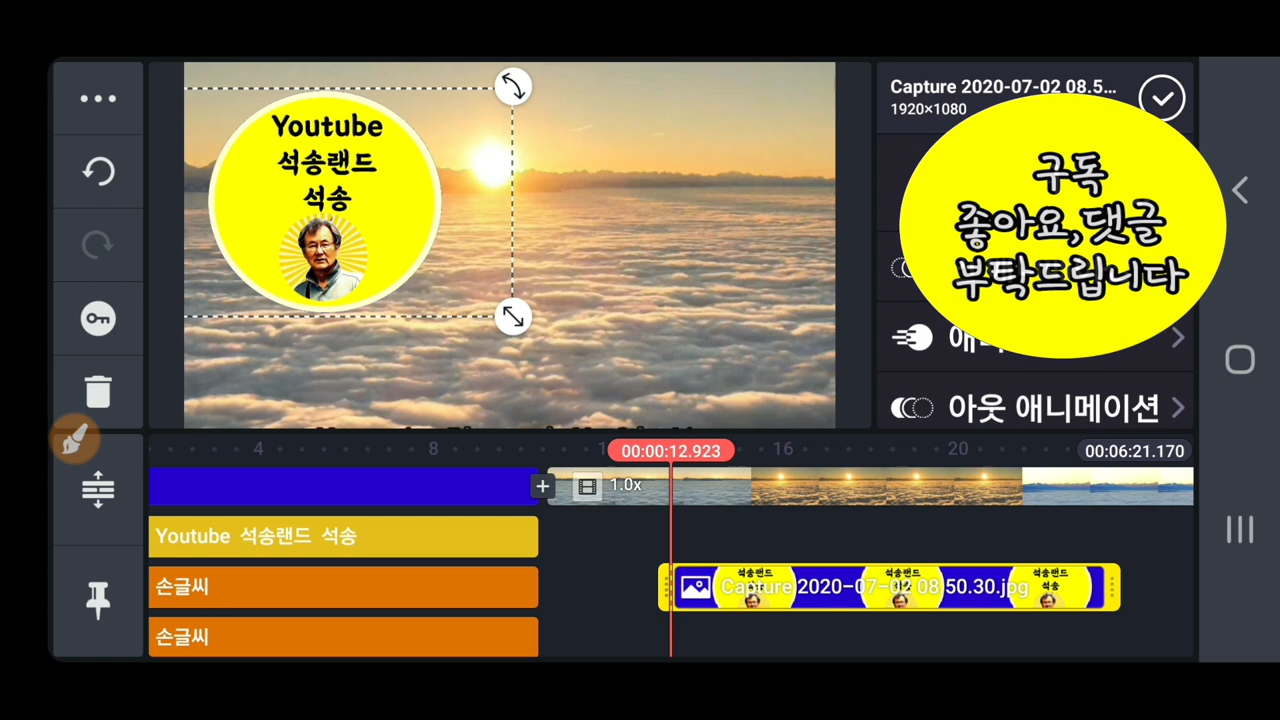 Youtube
석송랜드
석송
Capture 2020-07-02 08.5...
1920×1080
구독
좋아요,댓글
부탁드립니다
아웃 애니메이션
4
8
00:00:12.923
16
20
00:06:21.170
1.0x
Youtube 석송랜드 석송
손글씨
석송랜드
석송
석송랜드
석송
석송랜드
석송
Capture 2020-07-02 08.50.30.jpg
손글씨